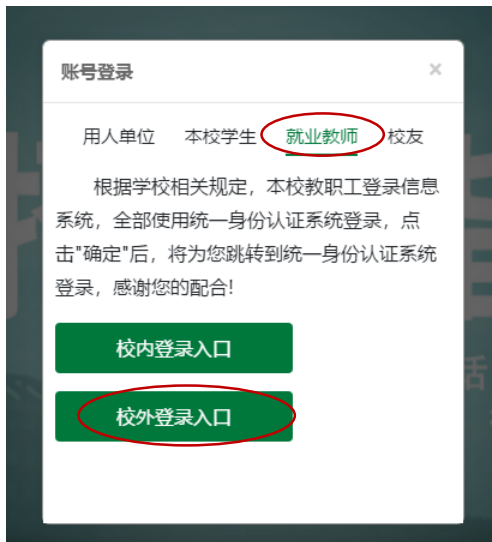 账号登录 ×
用人单位 本校学生 就业教师 校友
根据学校相关规定，本校教职工登录信息
系统，全部使用统一身份认证系统登录，点
击"确定"后，将为您跳转到统一身份认证系统
登录，感谢您的配合!
校内登录入口
校外登录入口
活